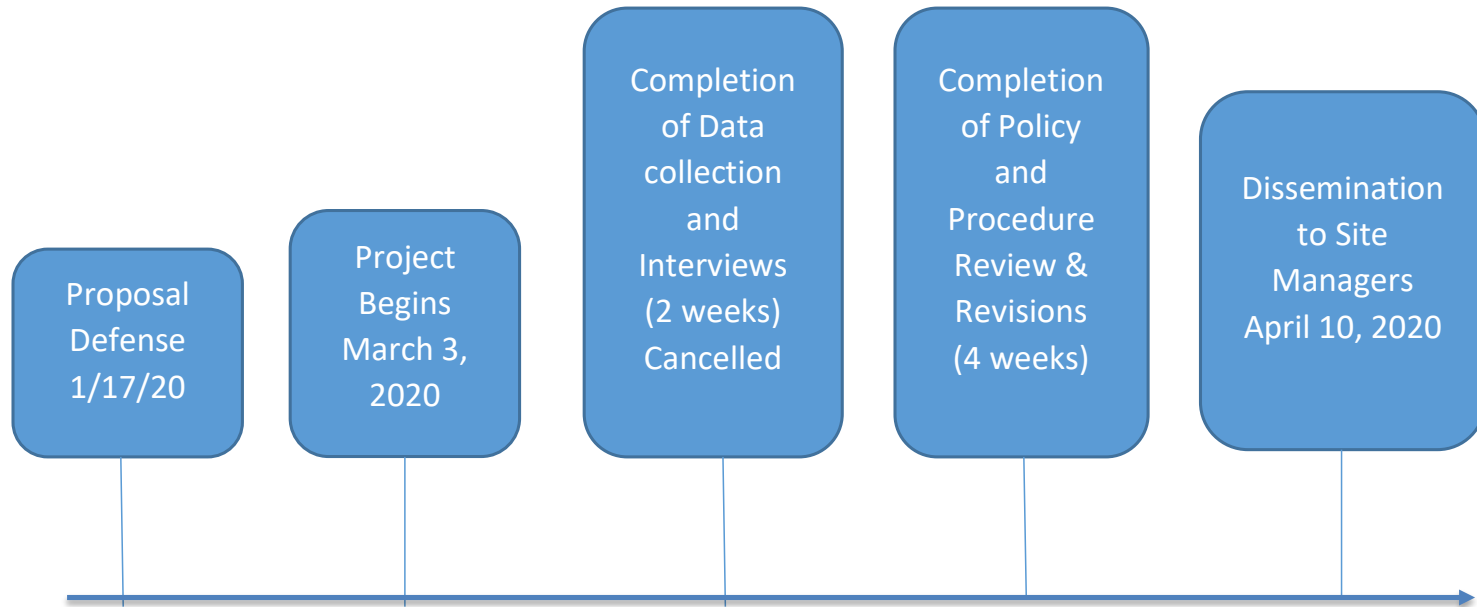 Proposal
Defense
1/17/20
Project
Begins
March 3,
2020
Completion
of Data
collection
and
Interviews
(2 weeks)
Cancelled
Completion
of Policy
and
Procedure
Review &
Revisions
(4 weeks)
Dissemination
to Site
Managers
April 10, 2020